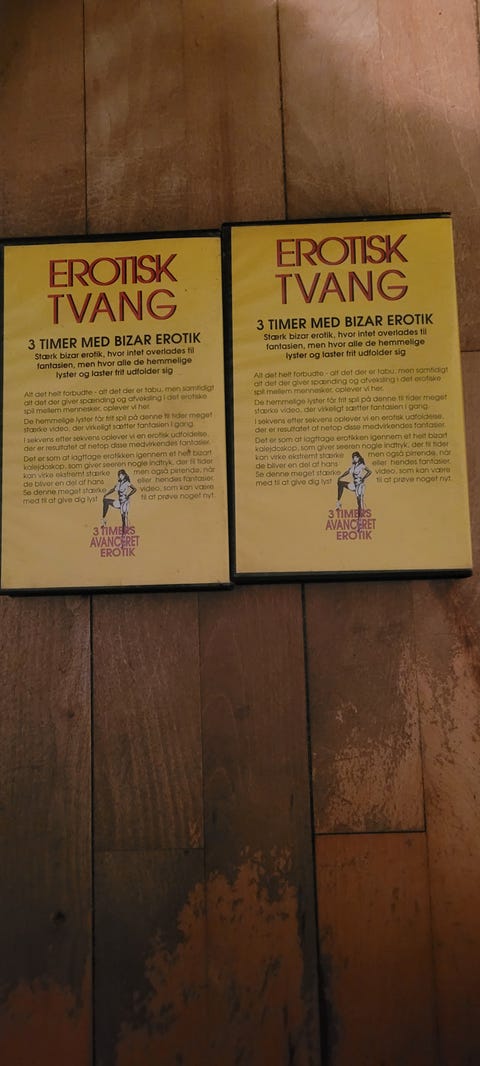 EROTISK
TVANG
3 TIMER MED BIZAR EROTIK
Stærk bizar erotik, hvor intet overlades til
fantasien, men hvor alle de hemmelige
lyster og laster frit udfolder sig
Alt det helt forbudte - alt det der er tabu, men samtidigt
alt det der giver spænding og afveksling i det erotiske
spil mellem mennesker, oplever vi her.
De hemmelige lyster får frit spil på denne til tider meget
stærke video, der virkeligt sætter fantasien i gang.
I sekvens efter sekvens oplever vi en erotisk udfoldelse,
der er resultatet af netop disse medvirkendes fantasier.
Det er som at iagttage erotikken igennem et helt bizart
kalejdoskop, som giver seeren nogle indtryk, der til tider
kan virke ekstremt stærke men også pirrende, når
de bliver en del af hans eller hendes fantasier.
Se denne meget stærke video, som kan være
med til at give dig lyst til at prøve noget nyt.
3 TIMERS
AVANCERET
EROTIK
EROTISK
TVANG
3 TIMER MED BIZAR EROTIK
Stærk bizar erotik, hvor intet overlades til
fantasien, men hvor alle de hemmelige
lyster og laster frit udfolder sig
Alt det helt forbudte - alt det der er tabu, men samtidigt
alt det der giver spænding og afveksling i det erotiske
spil mellem mennesker, oplever vi her.
De hemmelige lyster får frit spil på denne til tider meget
stærke video, der virkeligt sætter fantasien i gang.
I sekvens efter sekvens oplever vi en erotisk udfoldelse,
der er resultatet af netop disse medvirkendes fantasier.
Det er som at iagttage erotikken igennem et helt bizart
kalejdoskop, som giver seeren nogle indtryk, der til tider
kan virke ekstremt stærke men også pirrende, når
de bliver en del af hans eller hendes fantasier.
Se denne meget stærke video, som kan være
med til at give dig lyst til at prøve noget nyt.
3 TIMERS
AVANCERET
EROTIK